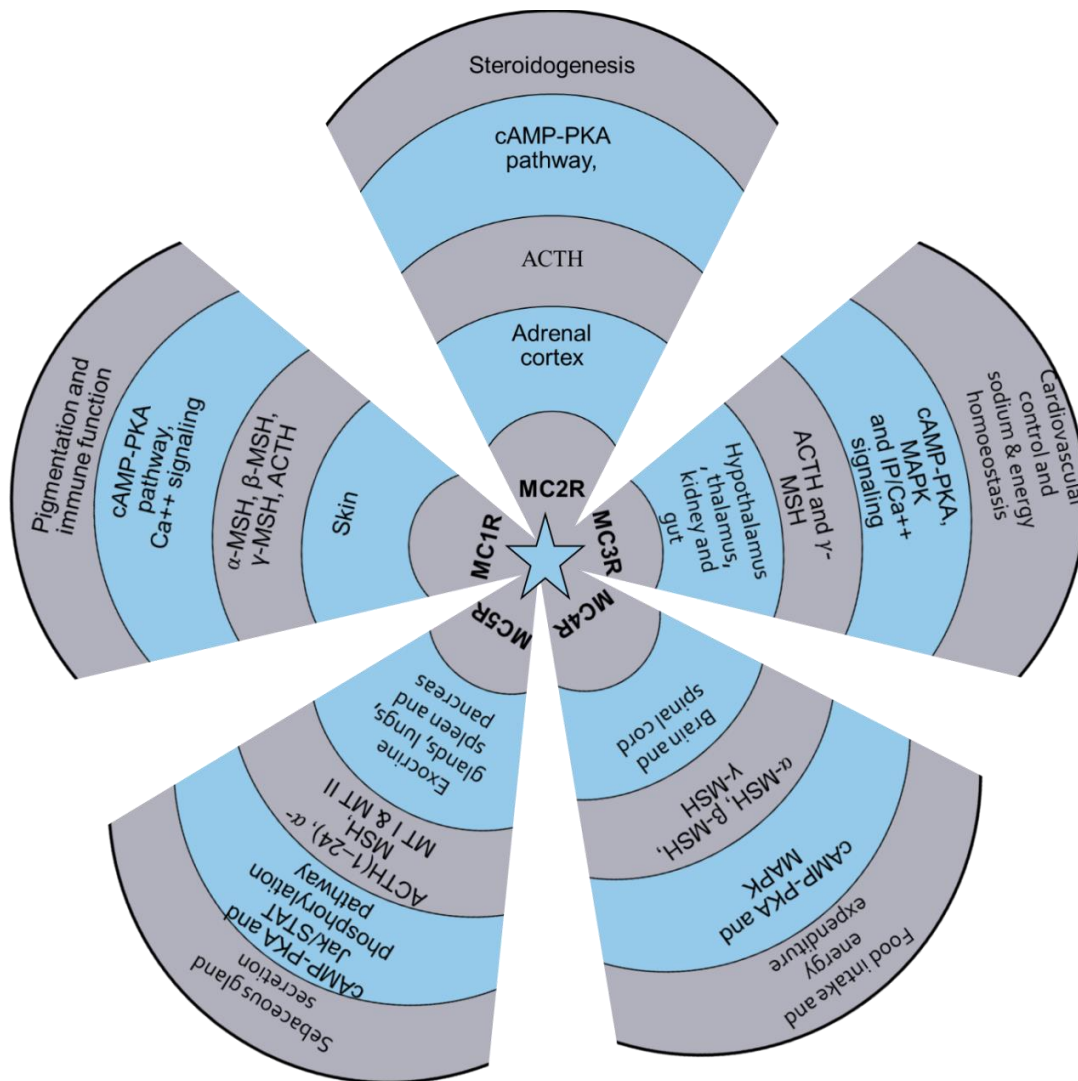 Steroidogenesis
cAMP-PKA
pathway,
ACTH
Adrenal
cortex
MC2R
Cardiovascular
control and
sodium & energy
homoeostasis
cAMP-PKA,
MAPK
and IP/Ca++
signaling
ACTH and γ-
MSH
Hypothalamus
, thalamus,
kidney and
gut
MC3R
MC4R
Brain and
spinal cord
α-MSH, β-MSH,
γ-MSH
cAMP-PKA and
MAPK
Food intake and
energy
expenditure
MC5R
Exocrine
glands, lungs,
spleen and
pancreas
ACTH(1–24), α-
MSH,
MT I & MT II
cAMP-PKA and
Jak/STAT
phosphorylation
pathway
Sebaceous gland
secretion
MC1R
Skin
α-MSH, β-MSH,
γ-MSH, ACTH
cAMP-PKA
pathway,
Ca++ signaling
Pigmentation and
immune function